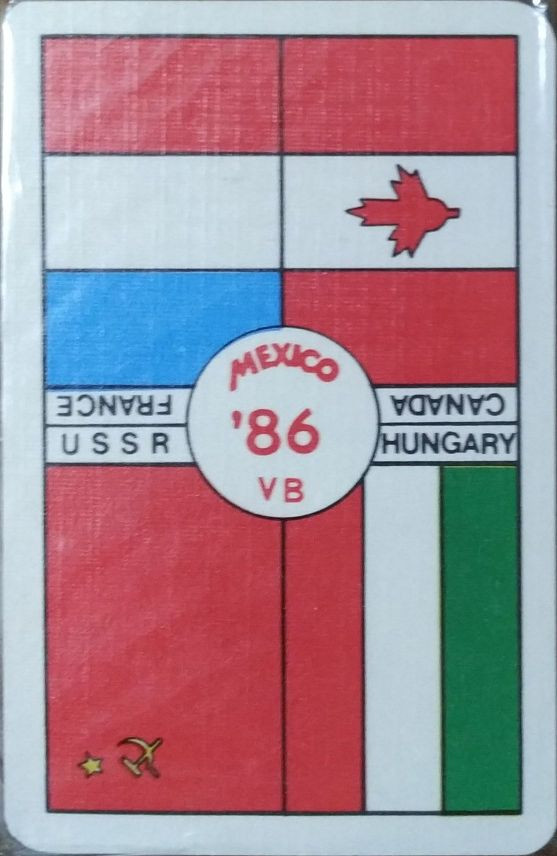 MEXICO
'86
VB
FRANCE
CANADA
USSR
HUNGARY